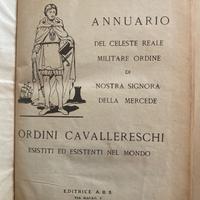 ANNUARIO
DEL CELESTE REALE
MILITARE ORDINE
DI
NOSTRA SIGNORA
DELLA MERCEDE
ORDINI CAVALLERESCHI
ESISTITI ED ESISTENTI NEL MONDO
EDITRICE A.B.B.
VIA